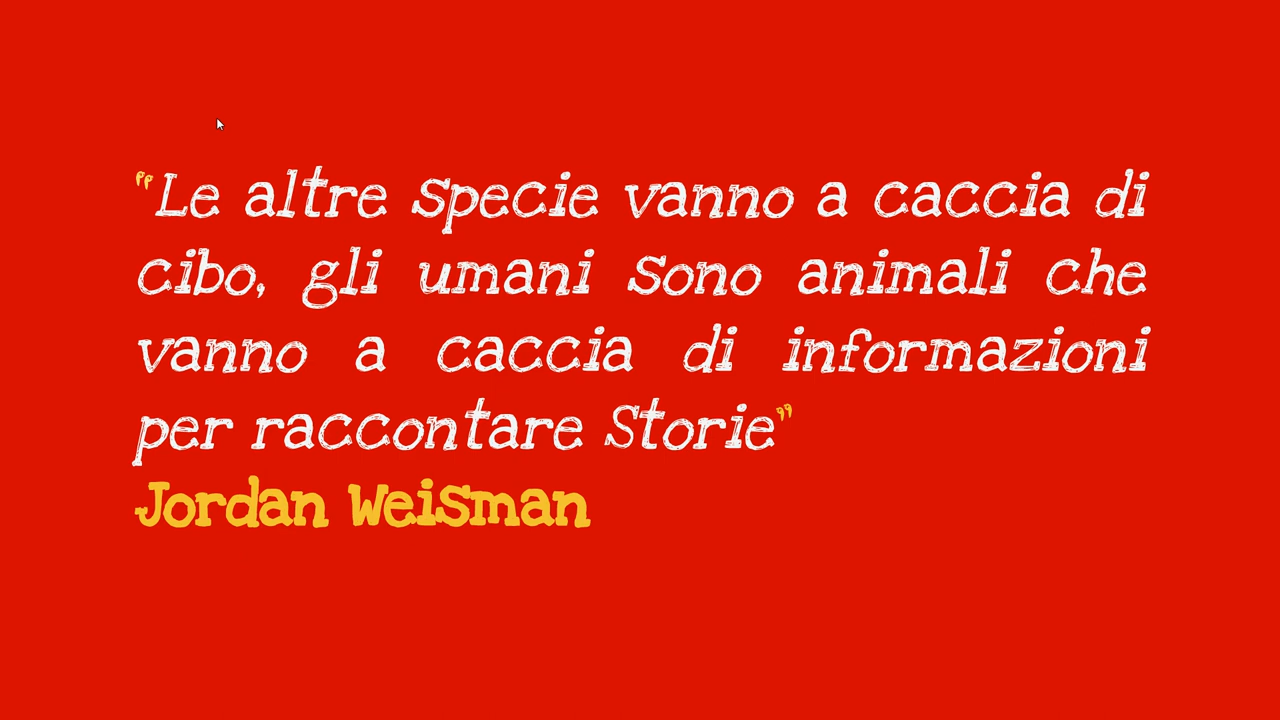 "Le altre specie vanno a caccia di
cibo, gli umani sono animali che
vanno a caccia di informazioni
per raccontare Storie"
Jordan Weisman